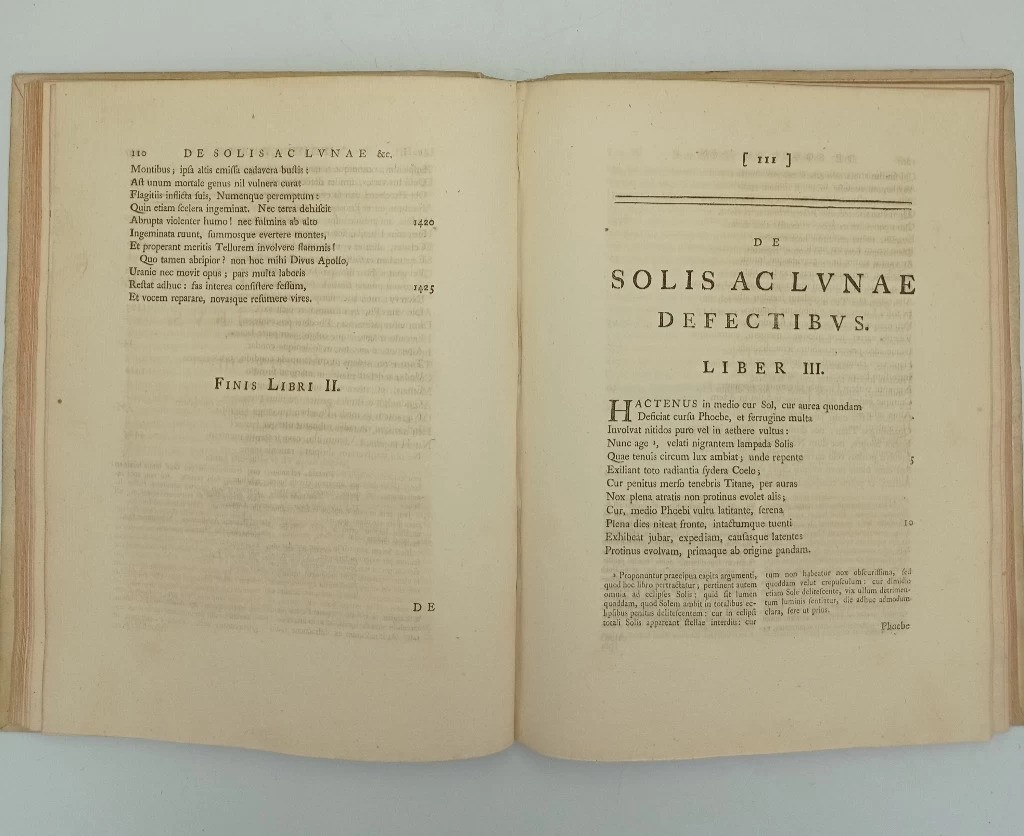 110 DE SOLIS AC LVNAE &c.
Montibus; ipſa altis emiſſa cadavera buſtis:
Aſt unum mortale genus nil vulnera curat
Flagitiis inflicta ſuis, Numenque peremptum:
Quin etiam ſcelera ingeminat. Nec terra dehiſcit
Abrupta violenter humo! nec fulmina ab alto 1420
Ingeminata ruunt, ſummosque evertere montes,
Et properant meritis Tellurem involvere flammis!
Quo tamen abripior? non hoc mihi Divus Apollo,
Uranie nec movit opus; pars multa laboris
Reſtat adhuc: fas interea conſiſtere feſſum, 1425
Et vocem reparare, novasque reſumere vires.
FINIS LIBRI II.
DE
[ 111 ]
DE
SOLIS AC LVNAE
DEFECTIBVS.
LIBER III.
HACTENUS in medio cur Sol, cur aurea quondam
Deficiat curſu Phoebe, et ferrugine multa
Involvat nitidos puro vel in aethere vultus:
Nunc age ¹, velati nigrantem lampada Solis
Quae tenuis circum lux ambiat; unde repente 5
Exiliant toto radiantia ſydera Coelo;
Cur penitus merſo tenebris Titane, per auras
Nox plena atratis non protinus evolet alis;
Cur, medio Phoebi vultu latitante, ſerena
Plena dies niteat fronte, intactumque tuenti 10
Exhibeat jubar, expediam, cauſasque latentes
Protinus evolvam, primaque ab origine pandam.
¹ Proponuntur praecipua capita argumenti,
quod hoc libro pertractatur; pertinent autem
omnia ad eclipſes Solis: quid ſit lumen
quoddam, quod Solem ambit in totalibus ec-
lipſibus penitus deliteſcentem: cur in eclipſi
totali Solis appareant ſtellae interdiu: cur
tum non habeatur nox obſcuriſſima, ſed
quoddam velut crepuſculum: cur dimidio
etiam Sole deliteſcente, vix ullum detrimen-
tum luminis ſentiatur, die adhuc admodum
clara, fere ut prius.
Phoebe